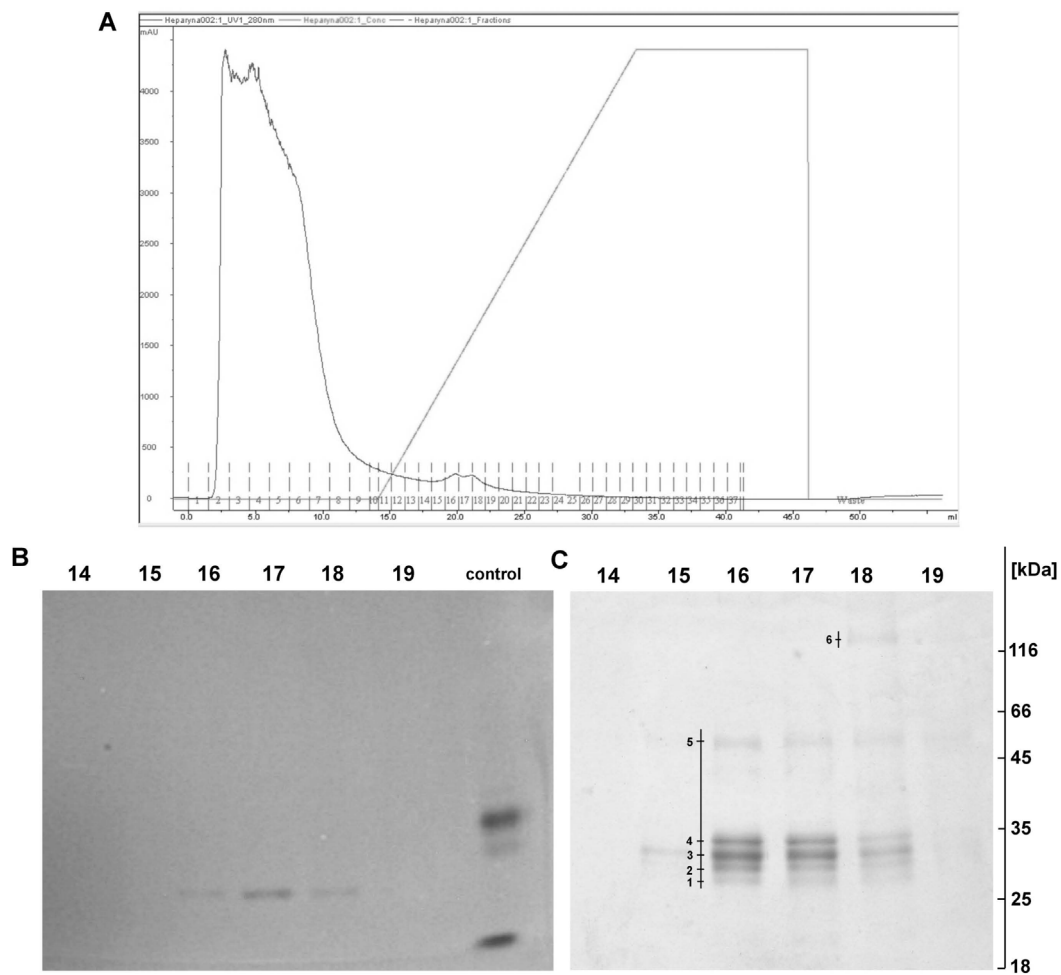 A
Heparyna002:1_UV1_280nm Heparyna002:1_Conc Heparyna002:1_Fractions
mAU
4000
3500
3000
2500
2000
1500
1000
500
0
1 2 3 4 5 6 7 8 9 10 11 12 13 14 15 16 17 18 19 20 21 22 23 24 25 26 27 28 29 30 31 32 33 34 35 36 37 Waste
0.0 5.0 10.0 15.0 20.0 25.0 30.0 35.0 40.0 45.0 50.0 ml
B
14 15 16 17 18 19 control
C
14 15 16 17 18 19 [kDa]
6
116
66
5
45
35
4
3
2
1
25
18